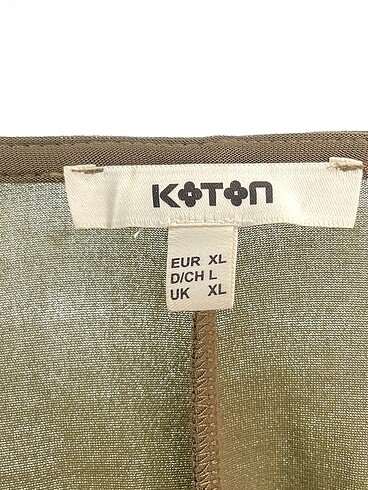 KOTON
EUR XL
D/CH L
UK XL